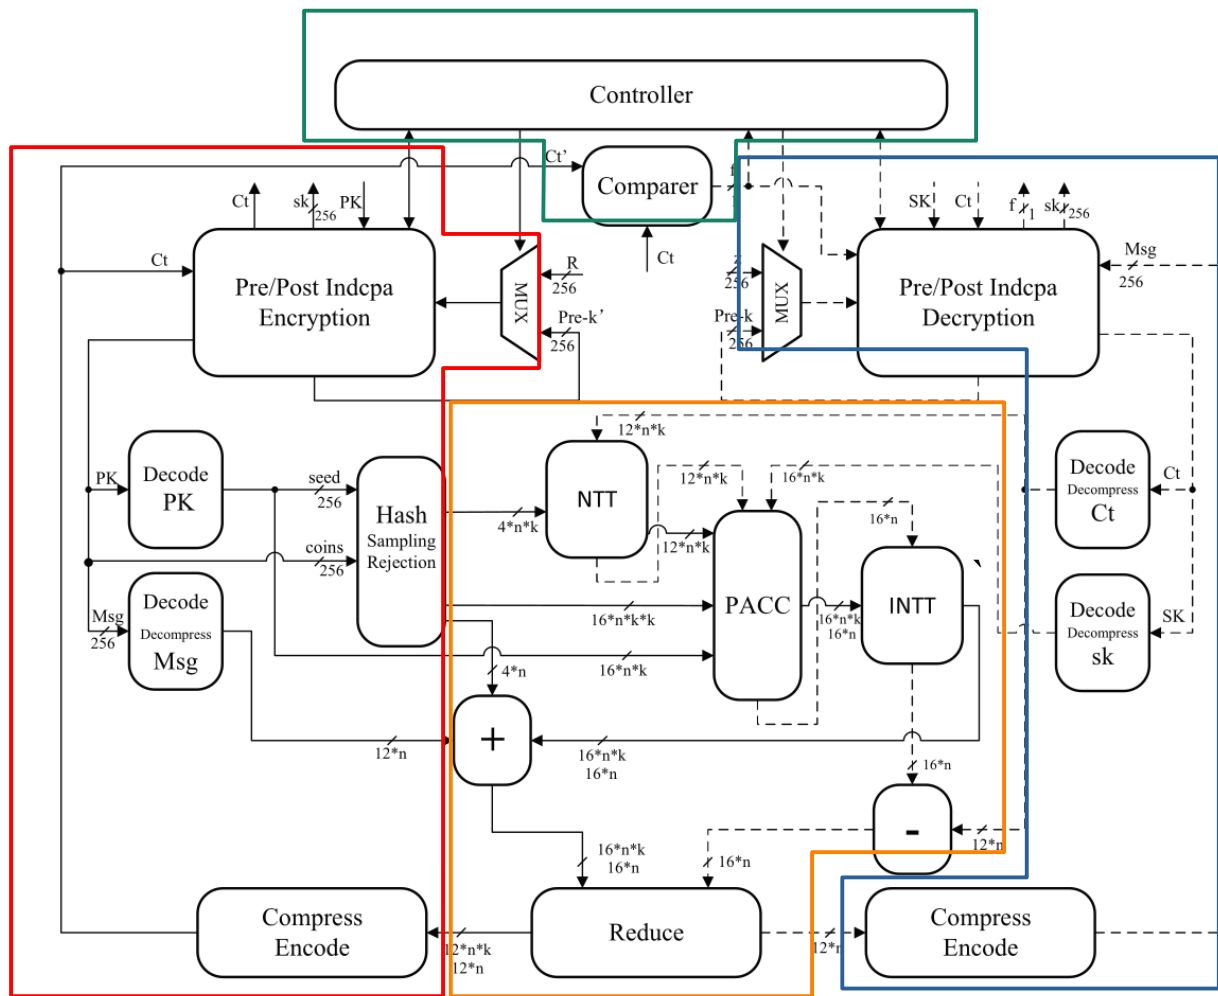 Controller
Ct'
Comparer
f
Ct
sk
256
PK
SK
Ct
f
1
sk
256
Ct
Pre/Post Indcpa
Encryption
MUX
R
256
Pre-k'
256
Ct
z
256
Pre-k
256
MUX
Pre/Post Indcpa
Decryption
Msg
256
PK
Decode
PK
seed
256
coins
256
Hash
Sampling
Rejection
Msg
256
Decode
Decompress
Msg
4*n*k
NTT
12*n*k
12*n*k
12*n*k
16*n*k
16*n
PACC
16*n*k
16*n
INTT
Decode
Decompress
Ct
Ct
Decode
Decompress
sk
SK
16*n*k*k
16*n*k
4*n
12*n
+
16*n*k
16*n
16*n
-
12*n
16*n*k
16*n
16*n
Compress
Encode
12*n*k
12*n
Reduce
12*n
Compress
Encode